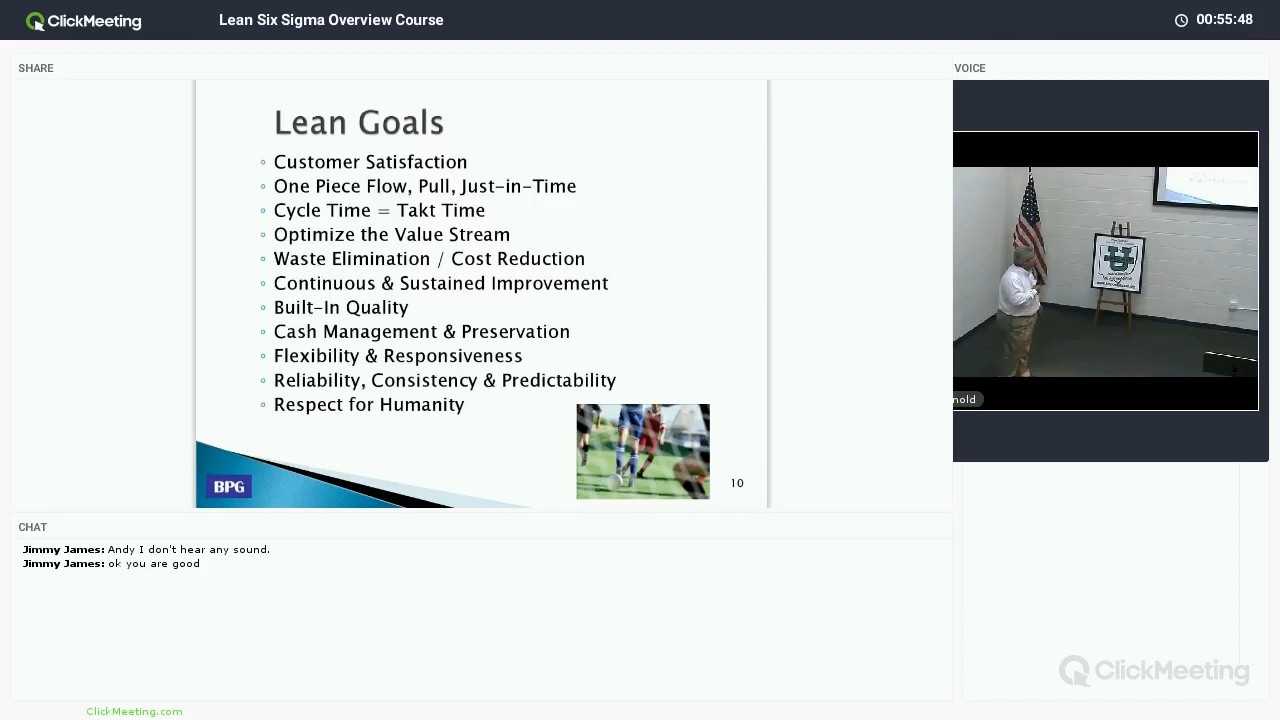 ClickMeeting
Lean Six Sigma Overview Course
00:55:48
SHARE
VOICE
Lean Goals
Customer Satisfaction
One Piece Flow, Pull, Just-in-Time
Cycle Time = Takt Time
Optimize the Value Stream
Waste Elimination / Cost Reduction
Continuous & Sustained Improvement
Built-In Quality
Cash Management & Preservation
Flexibility & Responsiveness
Reliability, Consistency & Predictability
Respect for Humanity
BPG
10
nold
CHAT
Jimmy James: Andy I don't hear any sound.
Jimmy James: ok you are good
ClickMeeting
ClickMeeting.com